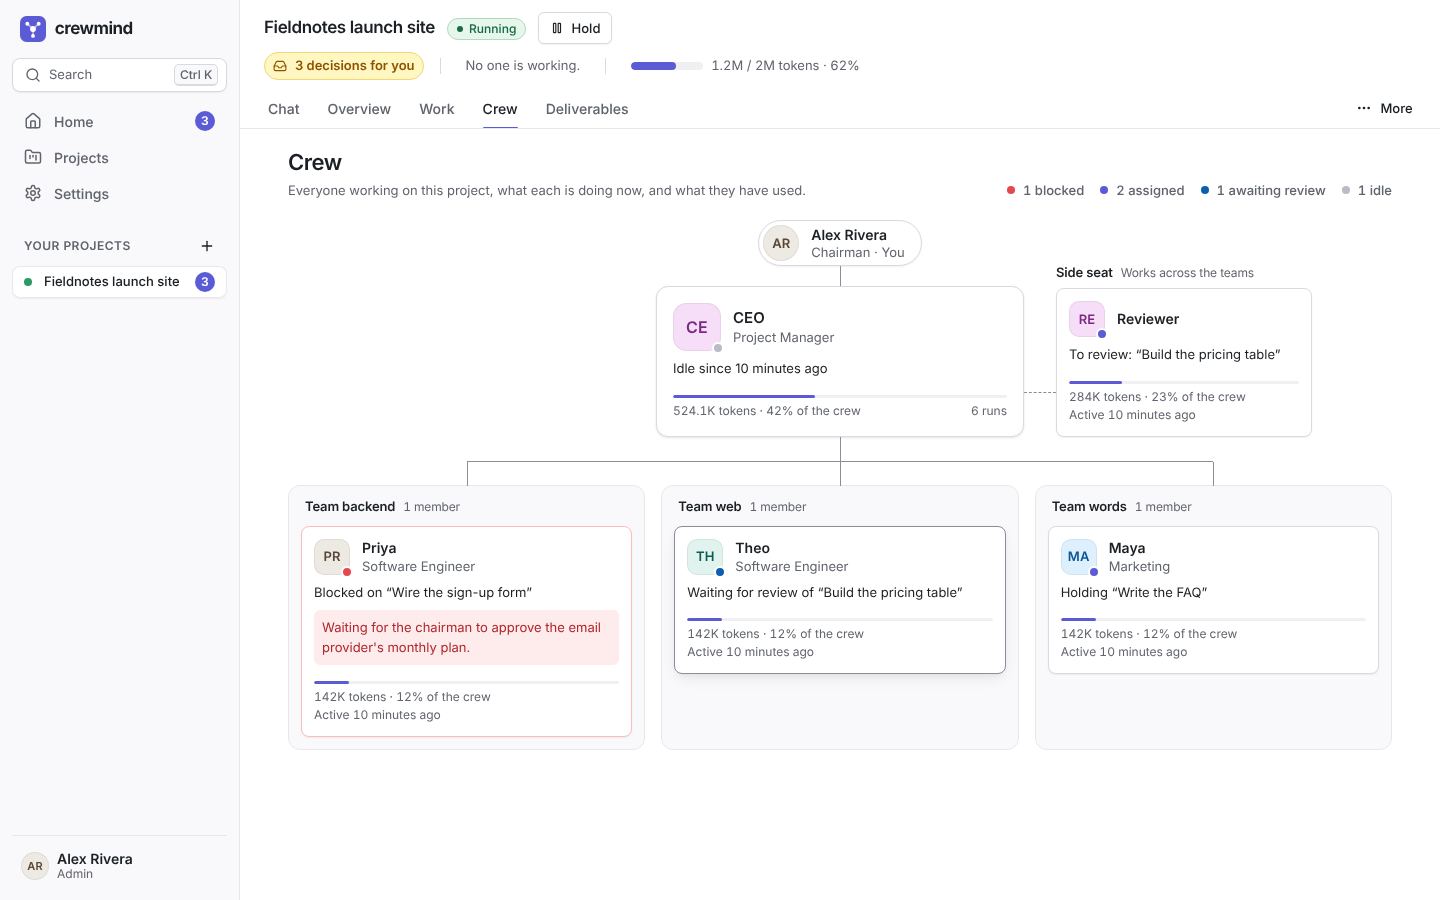 crewmind
Search
Ctrl K
Home
3
Projects
Settings
YOUR PROJECTS
Fieldnotes launch site
3
AR
Alex Rivera
Admin
Fieldnotes launch site
Running
Hold
3 decisions for you
No one is working.
1.2M / 2M tokens · 62%
Chat
Overview
Work
Crew
Deliverables
More
Crew
Everyone working on this project, what each is doing now, and what they have used.
1 blocked
2 assigned
1 awaiting review
1 idle
AR
Alex Rivera
Chairman · You
CE
CEO
Project Manager
Idle since 10 minutes ago
524.1K tokens · 42% of the crew
6 runs
Side seat
Works across the teams
RE
Reviewer
To review: “Build the pricing table”
284K tokens · 23% of the crew
Active 10 minutes ago
Team backend
1 member
PR
Priya
Software Engineer
Blocked on “Wire the sign-up form”
Waiting for the chairman to approve the email
provider's monthly plan.
142K tokens · 12% of the crew
Active 10 minutes ago
Team web
1 member
TH
Theo
Software Engineer
Waiting for review of “Build the pricing table”
142K tokens · 12% of the crew
Active 10 minutes ago
Team words
1 member
MA
Maya
Marketing
Holding “Write the FAQ”
142K tokens · 12% of the crew
Active 10 minutes ago